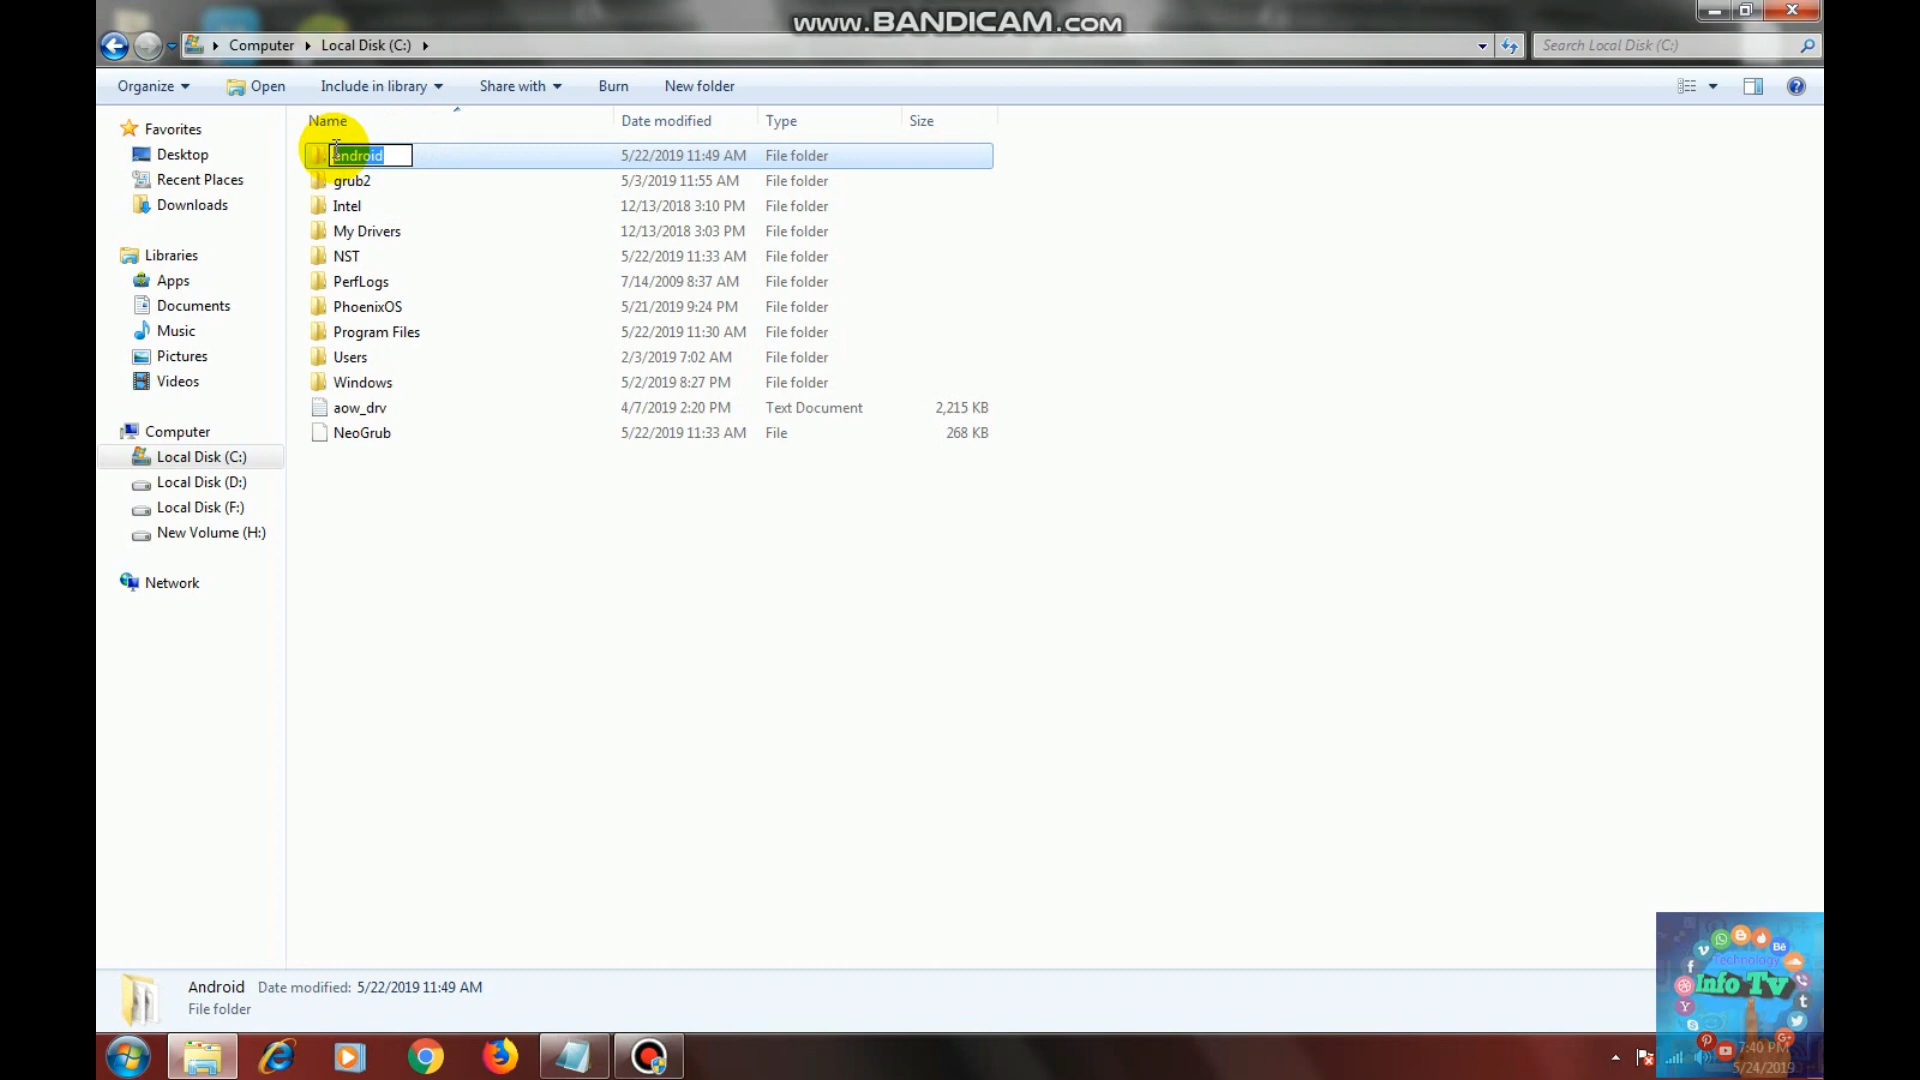 www.BANDICAM.com
Computer Local Disk (C:)
Search Local Disk (C:)
Organize Open Include in library Share with Burn New folder
Name Date modified Type Size
Favorites
Desktop
Recent Places
Downloads
Libraries
Apps
Documents
Music
Pictures
Videos
Computer
Local Disk (C:)
Local Disk (D:)
Local Disk (F:)
New Volume (H:)
Network
Android 5/22/2019 11:49 AM File folder
grub2 5/3/2019 11:55 AM File folder
Intel 12/13/2018 3:10 PM File folder
My Drivers 12/13/2018 3:03 PM File folder
NST 5/22/2019 11:33 AM File folder
PerfLogs 7/14/2009 8:37 AM File folder
PhoenixOS 5/21/2019 9:24 PM File folder
Program Files 5/22/2019 11:30 AM File folder
Users 2/3/2019 7:02 AM File folder
Windows 5/2/2019 8:27 PM File folder
aow_drv 4/7/2019 2:20 PM Text Document 2,215 KB
NeoGrub 5/22/2019 11:33 AM File 268 KB
Android Date modified: 5/22/2019 11:49 AM
File folder
Technology
Info Tv
7:40 PM
5/24/2019